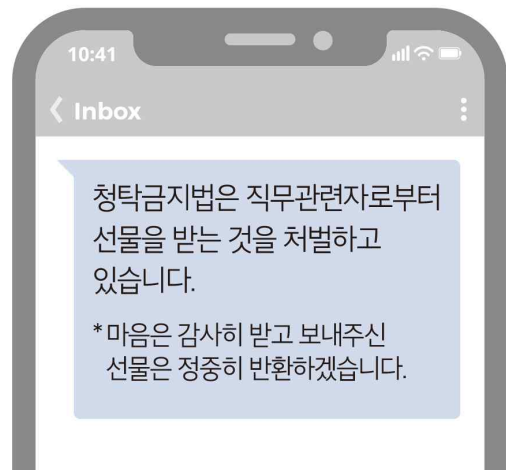 10:41
Inbox
청탁금지법은 직무관련자로부터
선물을 받는 것을 처벌하고
있습니다.
*마음은 감사히 받고 보내주신
선물은 정중히 반환하겠습니다.